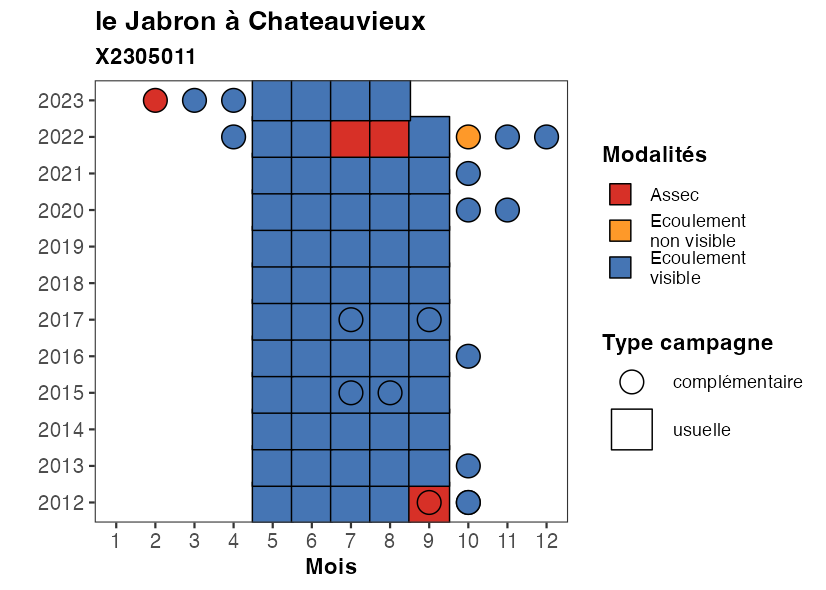 le Jabron à Chateauvieux
X2305011
2023
2022
2021
2020
2019
2018
2017
2016
2015
2014
2013
2012
1 2 3 4 5 6 7 8 9 10 11 12
Mois
Modalités
Assec
Ecoulement
non visible
Ecoulement
visible
Type campagne
complémentaire
usuelle